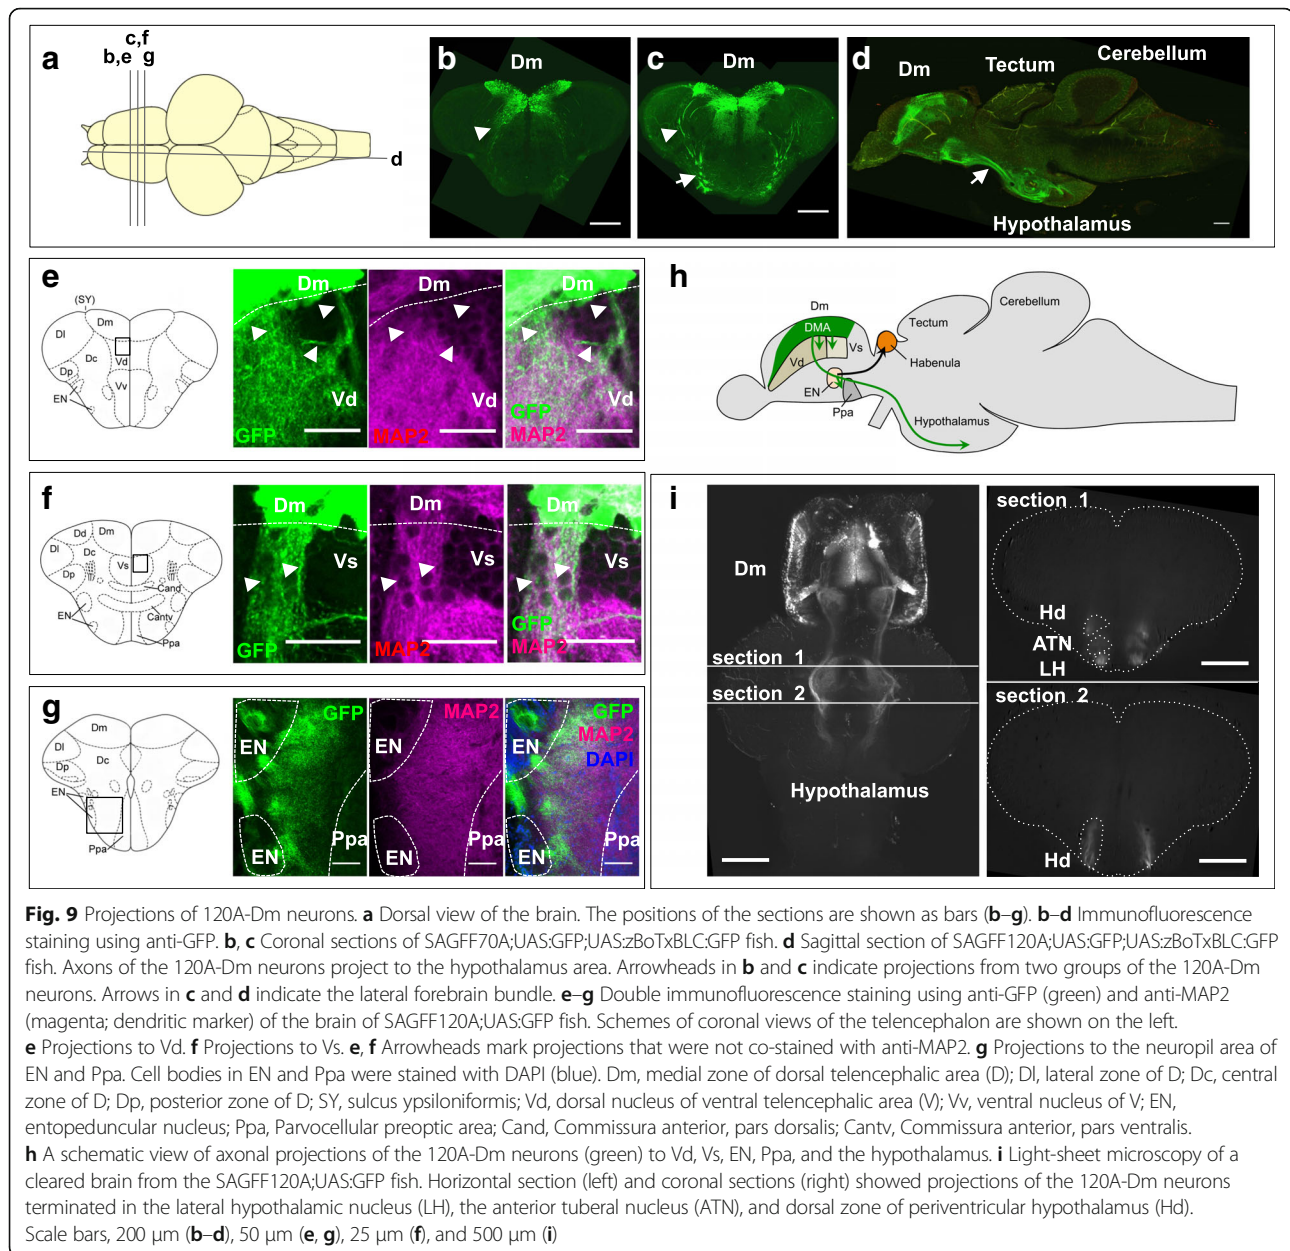 a
c,f
b,e g
d
b
Dm
c
Dm
d
Dm
Tectum
Cerebellum
Hypothalamus
e
(SY)
Dl
Dm
Dc
Vd
Dp
Vv
EN
Dm
Vd
GFP
MAP2
GFP
MAP2
f
Dd
Dm
Dl
Dc
Vs
Dp
Cand
EN
Cantv
Ppa
Dm
Dm
Dm
Vs
Vs
Vs
GFP
MAP2
GFP
MAP2
g
Dm
Dl
Dp
Dc
EN
Ppa
GFP
EN
EN
Ppa
MAP2
EN
EN
Ppa
GFP
MAP2
DAPI
EN
EN
Ppa
h
Dm
DMA
Vd
Vs
EN
Ppa
Tectum
Habenula
Cerebellum
Hypothalamus
i
Dm
section 1
section 2
Hypothalamus
section 1
Hd
ATN
LH
section 2
Hd
Fig. 9 Projections of 120A-Dm neurons. a Dorsal view of the brain. The positions of the sections are shown as bars (b–g). b–d Immunofluorescence
staining using anti-GFP. b, c Coronal sections of SAGFF70A;UAS:GFP;UAS:zBoTxBLC:GFP fish. d Sagittal section of SAGFF120A;UAS:GFP;UAS:zBoTxBLC:GFP
fish. Axons of the 120A-Dm neurons project to the hypothalamus area. Arrowheads in b and c indicate projections from two groups of the 120A-Dm
neurons. Arrows in c and d indicate the lateral forebrain bundle. e–g Double immunofluorescence staining using anti-GFP (green) and anti-MAP2
(magenta; dendritic marker) of the brain of SAGFF120A;UAS:GFP fish. Schemes of coronal views of the telencephalon are shown on the left.
e Projections to Vd. f Projections to Vs. e, f Arrowheads mark projections that were not co-stained with anti-MAP2. g Projections to the neuropil area of
EN and Ppa. Cell bodies in EN and Ppa were stained with DAPI (blue). Dm, medial zone of dorsal telencephalic area (D); Dl, lateral zone of D; Dc, central
zone of D; Dp, posterior zone of D; SY, sulcus ypsiloniformis; Vd, dorsal nucleus of ventral telencephalic area (V); Vv, ventral nucleus of V; EN,
entopeduncular nucleus; Ppa, Parvocellular preoptic area; Cand, Commissura anterior, pars dorsalis; Cantv, Commissura anterior, pars ventralis.
h A schematic view of axonal projections of the 120A-Dm neurons (green) to Vd, Vs, EN, Ppa, and the hypothalamus. i Light-sheet microscopy of a
cleared brain from the SAGFF120A;UAS:GFP fish. Horizontal section (left) and coronal sections (right) showed projections of the 120A-Dm neurons
terminated in the lateral hypothalamic nucleus (LH), the anterior tuberal nucleus (ATN), and dorsal zone of periventricular hypothalamus (Hd).
Scale bars, 200 μm (b–d), 50 μm (e, g), 25 μm (f), and 500 μm (i)